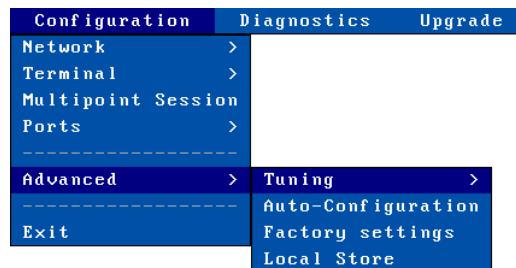 Configuration Diagnostics Upgrade
Network >
Terminal >
Multipoint Session
Ports >
-------------------
Advanced > Tuning >
------------------- Auto-Configuration
Exit Factory settings
Local Store